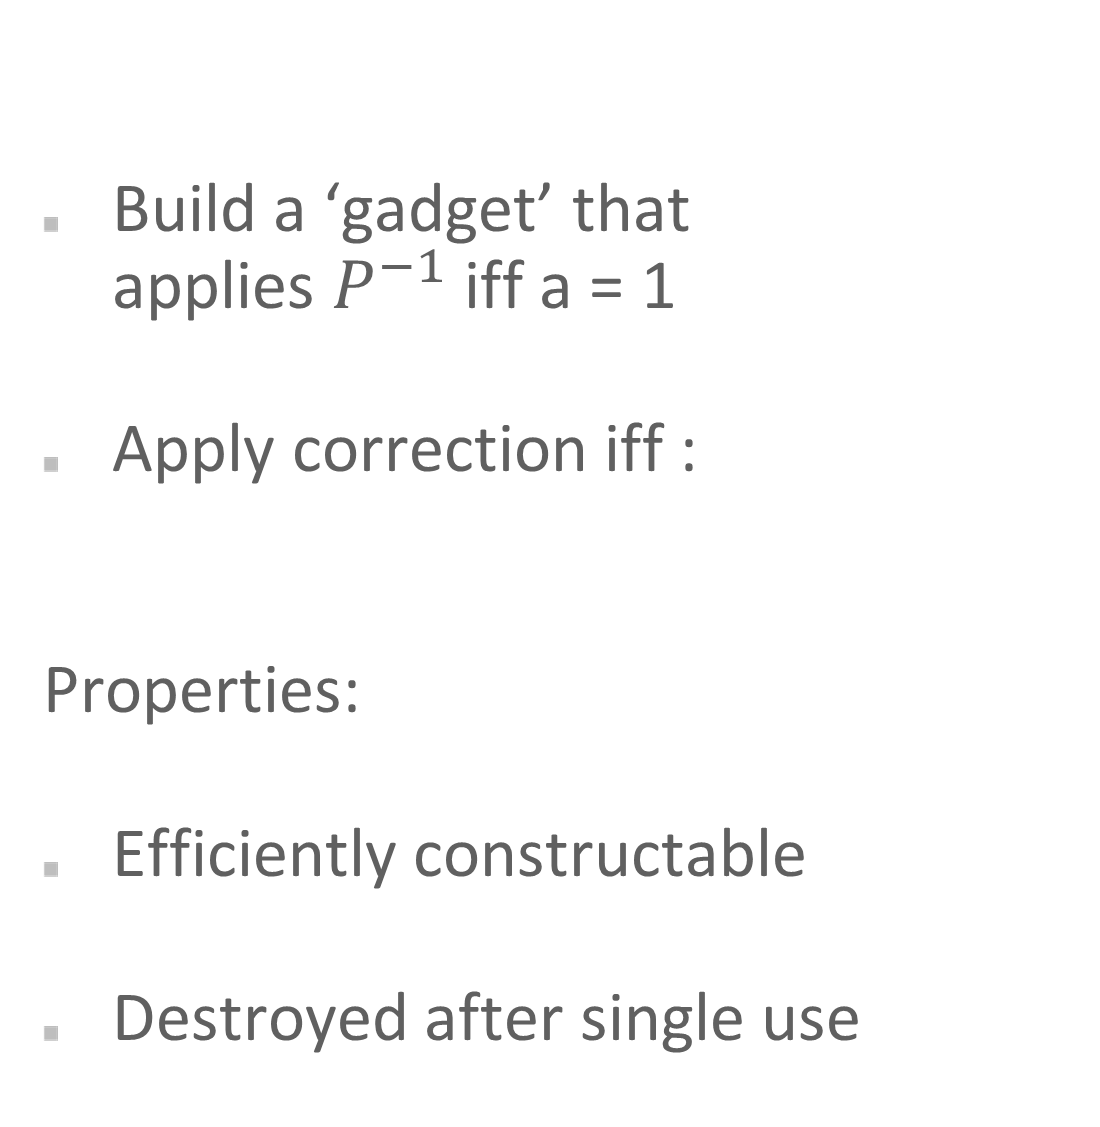 Build a ‘gadget’ that
applies 𝑃⁻¹ iff a = 1
Apply correction iff :
Properties:
Efficiently constructable
Destroyed after single use